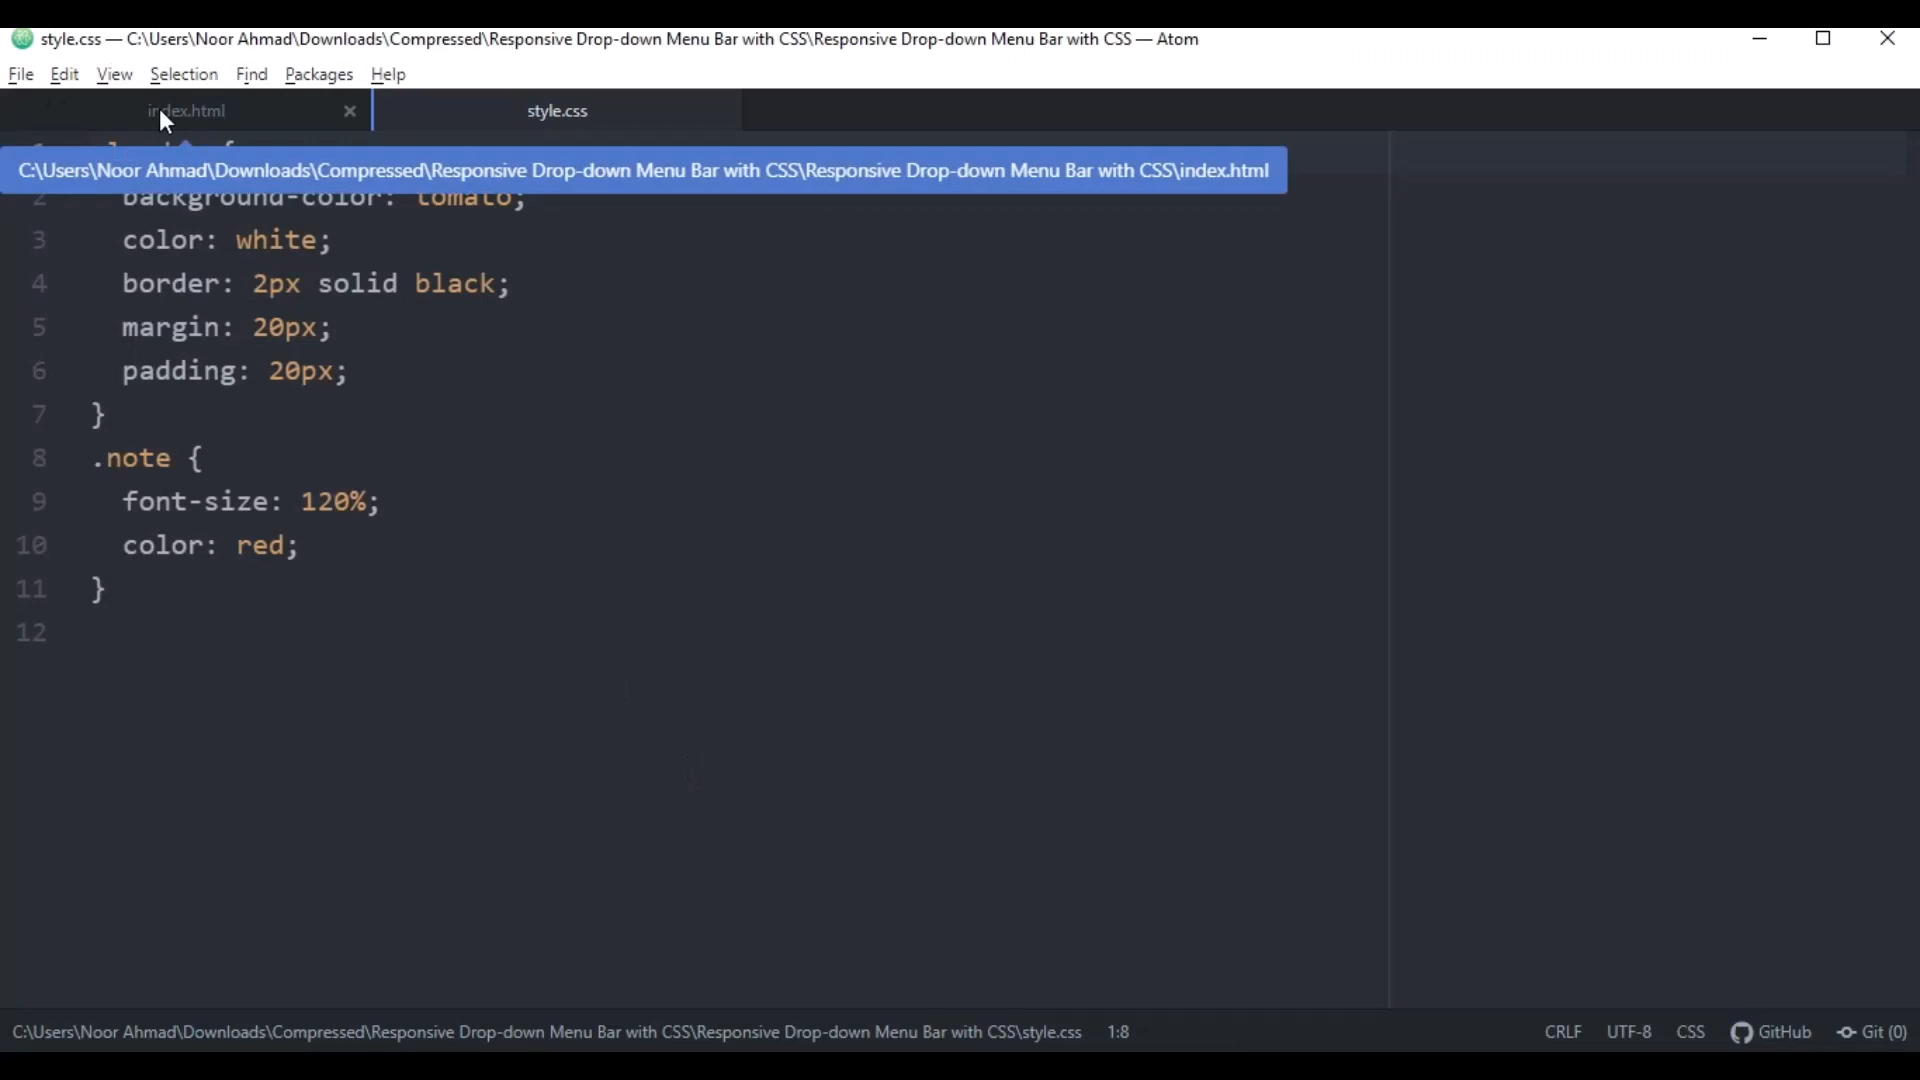 style.css — C:\Users\Noor Ahmad\Downloads\Compressed\Responsive Drop-down Menu Bar with CSS\Responsive Drop-down Menu Bar with CSS — Atom
File Edit View Selection Find Packages Help
index.html style.css
C:\Users\Noor Ahmad\Downloads\Compressed\Responsive Drop-down Menu Bar with CSS\Responsive Drop-down Menu Bar with CSS\index.html
2 background-color: tomato;
3 color: white;
4 border: 2px solid black;
5 margin: 20px;
6 padding: 20px;
7 }
8 .note {
9 font-size: 120%;
10 color: red;
11 }
12
C:\Users\Noor Ahmad\Downloads\Compressed\Responsive Drop-down Menu Bar with CSS\Responsive Drop-down Menu Bar with CSS\style.css 1:8 CRLF UTF-8 CSS GitHub Git (0)